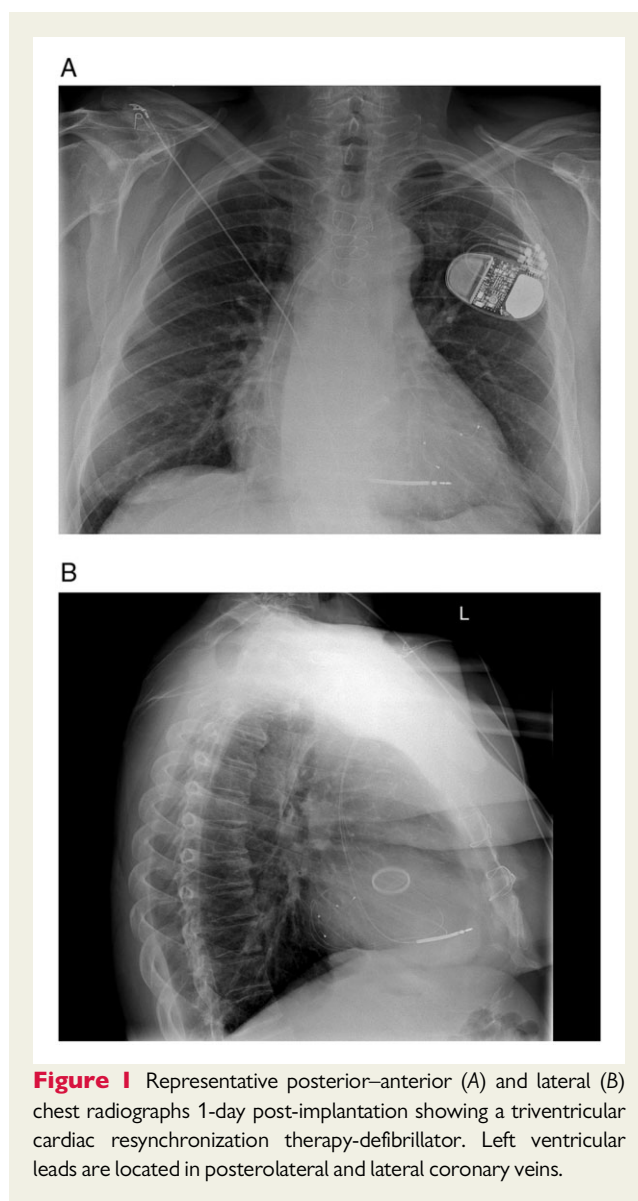 A
B
L
Figure 1 Representative posterior–anterior (A) and lateral (B)
chest radiographs 1-day post-implantation showing a triventricular
cardiac resynchronization therapy-defibrillator. Left ventricular
leads are located in posterolateral and lateral coronary veins.